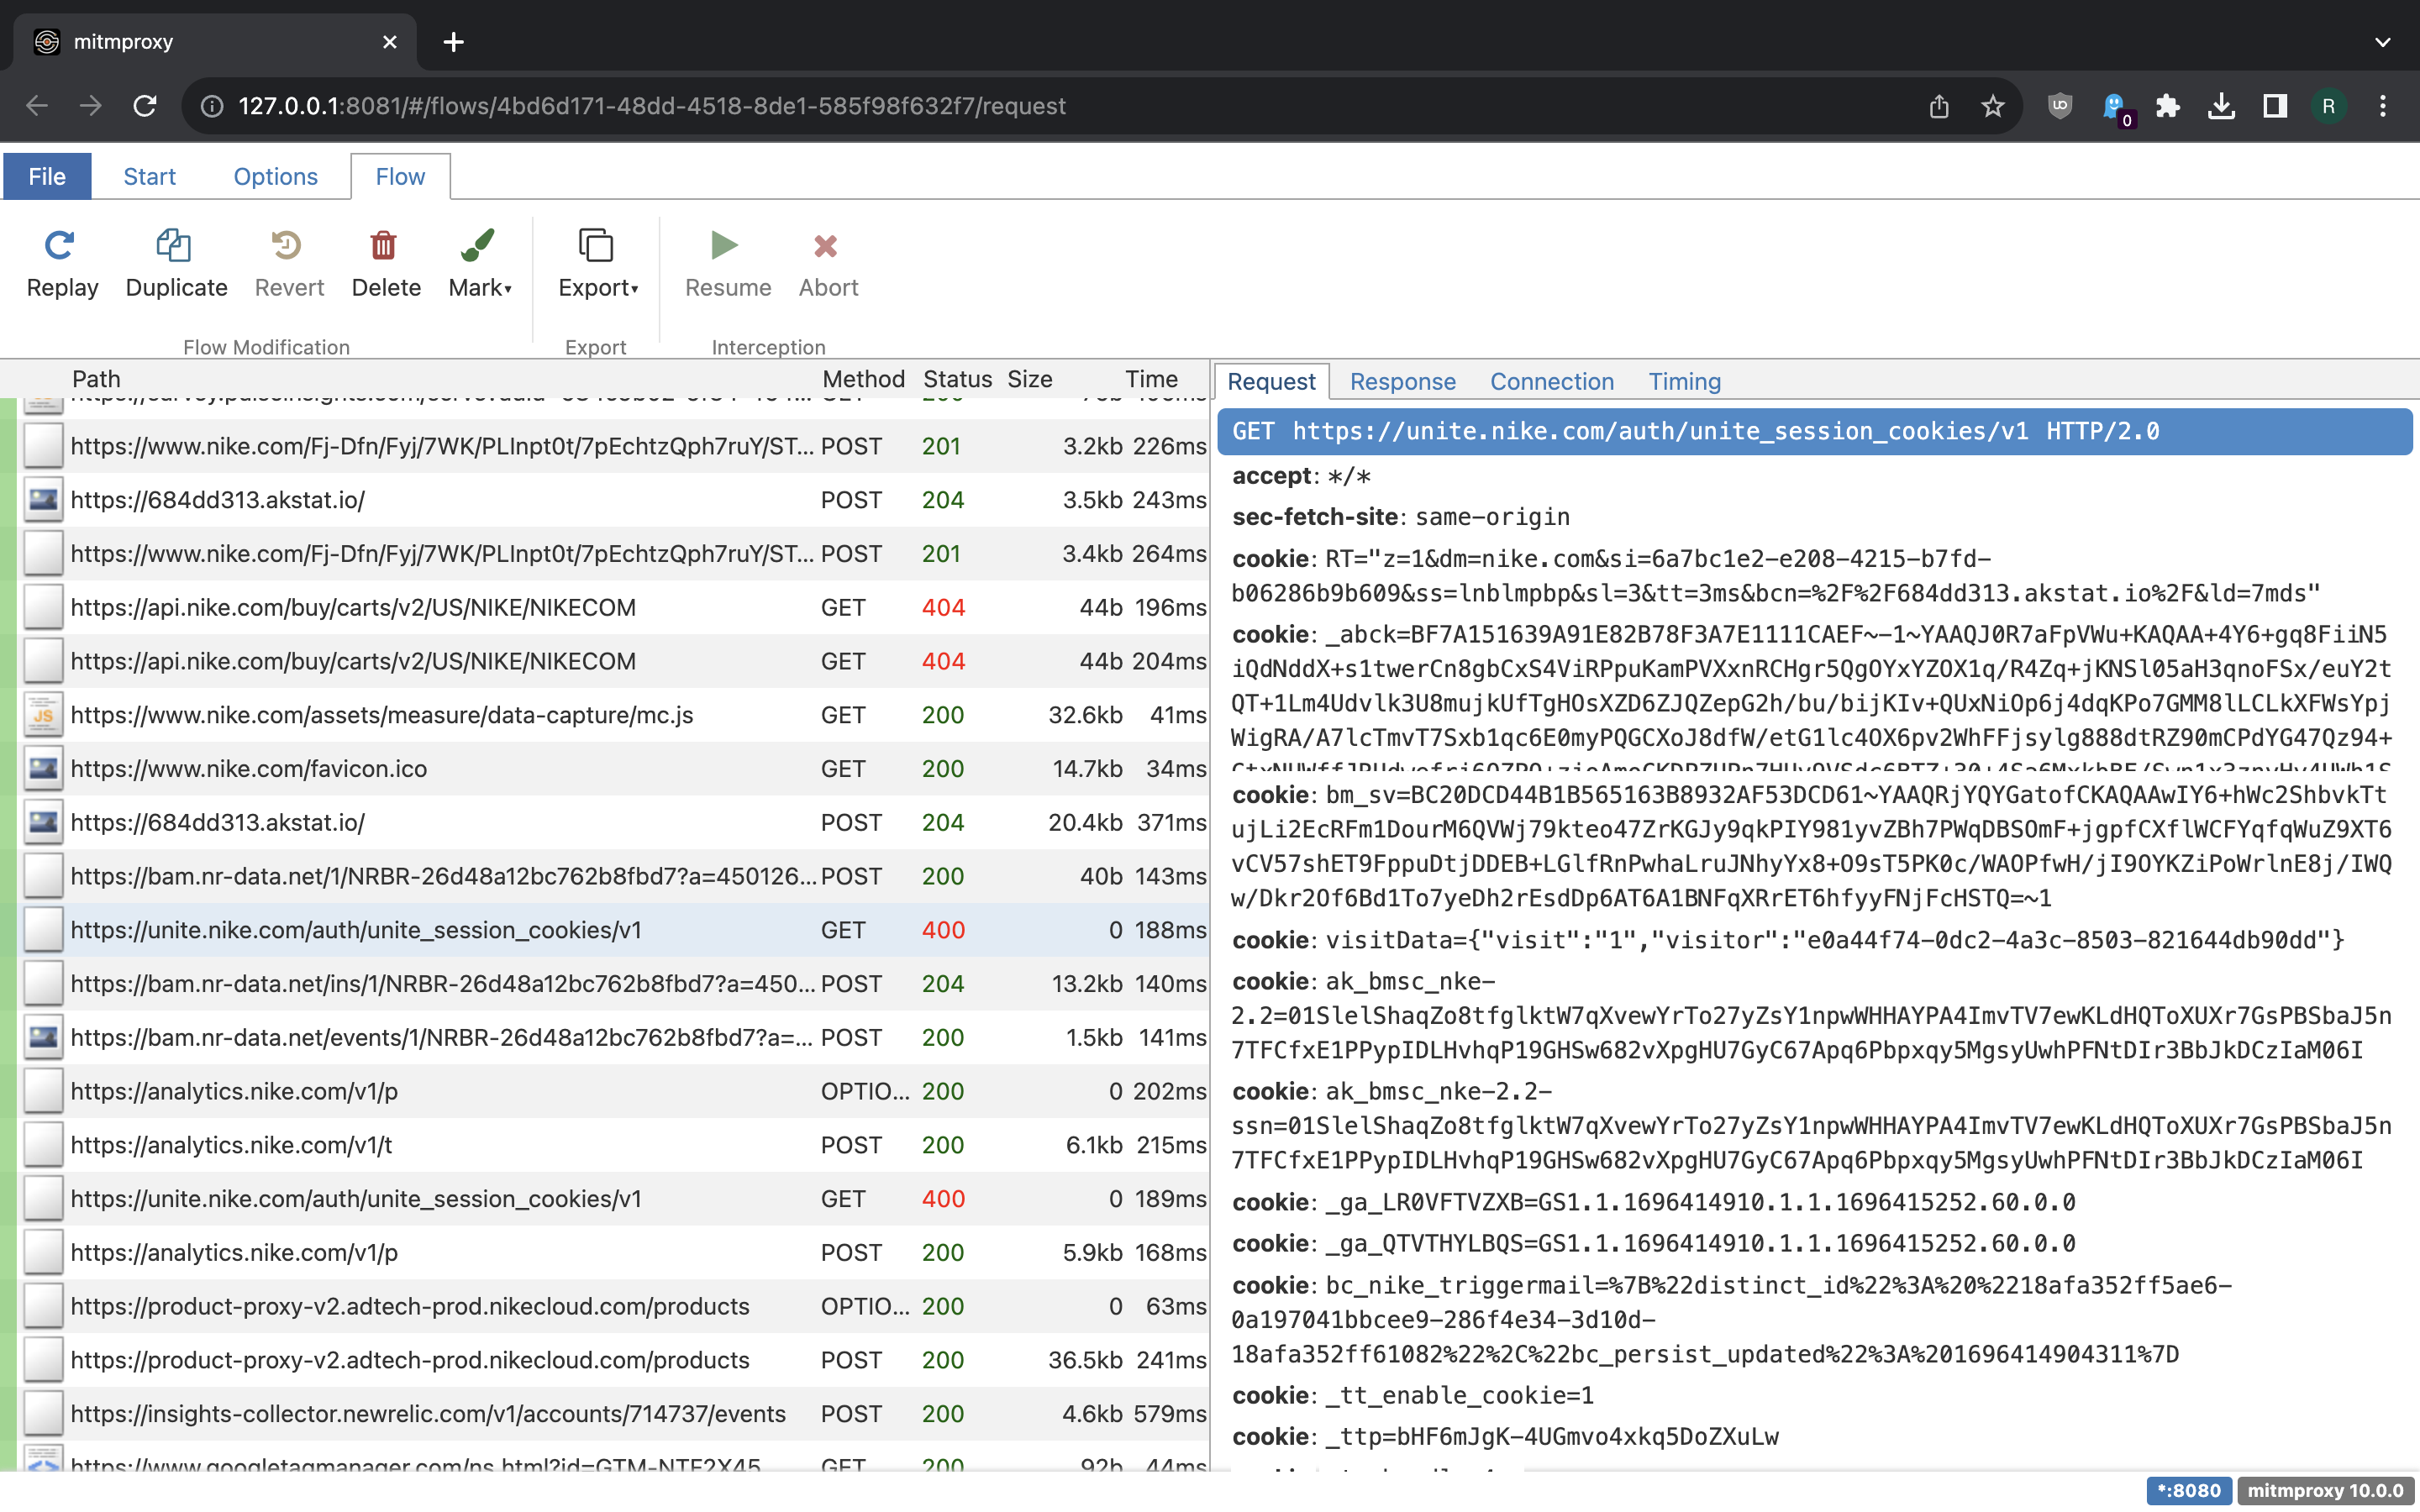 mitmproxy
127.0.0.1:8081/#/flows/4bd6d171-48dd-4518-8de1-585f98f632f7/request
0
R
File Start Options Flow
Replay Duplicate Revert Delete Mark▾ Export▾ Resume Abort
Flow Modification Export Interception
Path Method Status Size Time
https://www.nike.com/Fj-Dfn/Fyj/7WK/PLInpt0t/7pEchtzQph7ruY/ST... POST 201 3.2kb 226ms
https://684dd313.akstat.io/ POST 204 3.5kb 243ms
https://www.nike.com/Fj-Dfn/Fyj/7WK/PLInpt0t/7pEchtzQph7ruY/ST... POST 201 3.4kb 264ms
https://api.nike.com/buy/carts/v2/US/NIKE/NIKECOM GET 404 44b 196ms
https://api.nike.com/buy/carts/v2/US/NIKE/NIKECOM GET 404 44b 204ms
JS https://www.nike.com/assets/measure/data-capture/mc.js GET 200 32.6kb 41ms
https://www.nike.com/favicon.ico GET 200 14.7kb 34ms
https://684dd313.akstat.io/ POST 204 20.4kb 371ms
https://bam.nr-data.net/1/NRBR-26d48a12bc762b8fbd7?a=450126... POST 200 40b 143ms
https://unite.nike.com/auth/unite_session_cookies/v1 GET 400 0 188ms
https://bam.nr-data.net/ins/1/NRBR-26d48a12bc762b8fbd7?a=450... POST 204 13.2kb 140ms
https://bam.nr-data.net/events/1/NRBR-26d48a12bc762b8fbd7?a=... POST 200 1.5kb 141ms
https://analytics.nike.com/v1/p OPTIO... 200 0 202ms
https://analytics.nike.com/v1/t POST 200 6.1kb 215ms
https://unite.nike.com/auth/unite_session_cookies/v1 GET 400 0 189ms
https://analytics.nike.com/v1/p POST 200 5.9kb 168ms
https://product-proxy-v2.adtech-prod.nikecloud.com/products OPTIO... 200 0 63ms
https://product-proxy-v2.adtech-prod.nikecloud.com/products POST 200 36.5kb 241ms
https://insights-collector.newrelic.com/v1/accounts/714737/events POST 200 4.6kb 579ms
https://www.googletagmanager.com/ns.html?id=GTM-NTF2X45 GET 200 92b 44ms
Request Response Connection Timing
GET https://unite.nike.com/auth/unite_session_cookies/v1 HTTP/2.0
accept: */*
sec-fetch-site: same-origin
cookie: RT="z=1&dm=nike.com&si=6a7bc1e2-e208-4215-b7fd-
b06286b9b609&ss=lnblmpbp&sl=3&tt=3ms&bcn=%2F%2F684dd313.akstat.io%2F&ld=7mds"
cookie: _abck=BF7A151639A91E82B78F3A7E1111CAEF~-1~YAAQJ0R7aFpVWu+KAQAA+4Y6+gq8FiiN5
iQdNddX+s1twerCn8gbCxS4ViRPpuKamPVXxnRCHgr5QgOYxYZOX1q/R4Zq+jKNSl05aH3qnoFSx/euY2t
QT+1Lm4Udvlk3U8mujkUfTgHOsXZD6ZJQZepG2h/bu/bijKIv+QUxNiOp6j4dqKPo7GMM8lLCLkXFWsYpj
WigRA/A7lcTmvT7Sxb1qc6E0myPQGCXoJ8dfW/etG1lc4OX6pv2WhFFjsylg888dtRZ90mCPdYG47Qz94+
cookie: bm_sv=BC20DCD44B1B565163B8932AF53DCD61~YAAQRjYQYGatofCKAQAAwIY6+hWc2ShbvkTt
ujLi2EcRFm1DourM6QVWj79kteo47ZrKGJy9qkPIY981yvZBh7PWqDBSOmF+jgpfCXflWCFYqfqWuZ9XT6
vCV57shET9FppuDtjDDEB+LGlfRnPwhaLruJNhyYx8+O9sT5PK0c/WAOPfwH/jI9OYKZiPoWrlnE8j/IWQ
w/Dkr2Of6Bd1To7yeDh2rEsdDp6AT6A1BNFqXRrET6hfyyFNjFcHSTQ=~1
cookie: visitData={"visit":"1","visitor":"e0a44f74-0dc2-4a3c-8503-821644db90dd"}
cookie: ak_bmsc_nke-
2.2=01SlelShaqZo8tfglktW7qXvewYrTo27yZsY1npwWHHAYPA4ImvTV7ewKLdHQToXUXr7GsPBSbaJ5n
7TFCfxE1PPypIDLHvhqP19GHSw682vXpgHU7GyC67Apq6Pbpxqy5MgsyUwhPFNtDIr3BbJkDCzIaM06I
cookie: ak_bmsc_nke-2.2-
ssn=01SlelShaqZo8tfglktW7qXvewYrTo27yZsY1npwWHHAYPA4ImvTV7ewKLdHQToXUXr7GsPBSbaJ5n
7TFCfxE1PPypIDLHvhqP19GHSw682vXpgHU7GyC67Apq6Pbpxqy5MgsyUwhPFNtDIr3BbJkDCzIaM06I
cookie: _ga_LR0VFTVZXB=GS1.1.1696414910.1.1.1696415252.60.0.0
cookie: _ga_QTVTHYLBQS=GS1.1.1696414910.1.1.1696415252.60.0.0
cookie: bc_nike_triggermail=%7B%22distinct_id%22%3A%20%2218afa352ff5ae6-
0a197041bbcee9-286f4e34-3d10d-
18afa352ff61082%22%2C%22bc_persist_updated%22%3A%201696414904311%7D
cookie: _tt_enable_cookie=1
cookie: _ttp=bHF6mJgK-4UGmvo4xkq5DoZXuLw
*:8080 mitmproxy 10.0.0